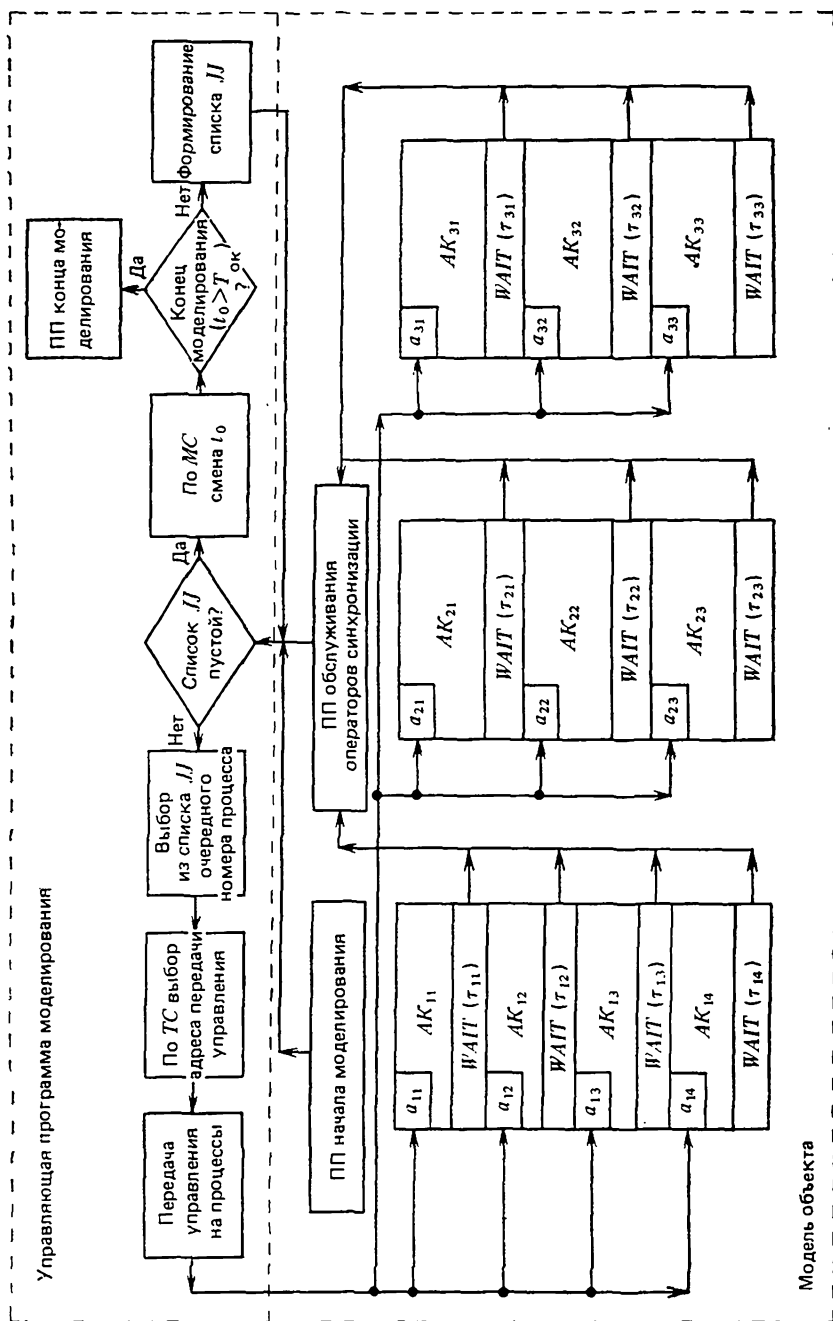 Управляющая программа моделирования
Передача
управления
на процессы
По TC выбор
адреса передачи
управления
Выбор
из списка JJ
очередного
номера процесса
Нет
Список JJ
пустой?
Да
По MC
смена t₀
Конец
моделирования
(t₀>T ок)
?
Да
ПП конца мо-
делирования
Нет
Формирование
списка JJ
ПП начала моделирования
ПП обслуживания
операторов синхронизации
a₁₁
AK₁₁
WAIT (τ₁₁)
a₁₂
AK₁₂
WAIT (τ₁₂)
a₁₃
AK₁₃
WAIT (τ₁₃)
a₁₄
AK₁₄
WAIT (τ₁₄)
a₂₁
AK₂₁
WAIT (τ₂₁)
a₂₂
AK₂₂
WAIT (τ₂₂)
a₂₃
AK₂₃
WAIT (τ₂₃)
a₃₁
AK₃₁
WAIT (τ₃₁)
a₃₂
AK₃₂
WAIT (τ₃₂)
a₃₃
AK₃₃
WAIT (τ₃₃)
Модель объекта